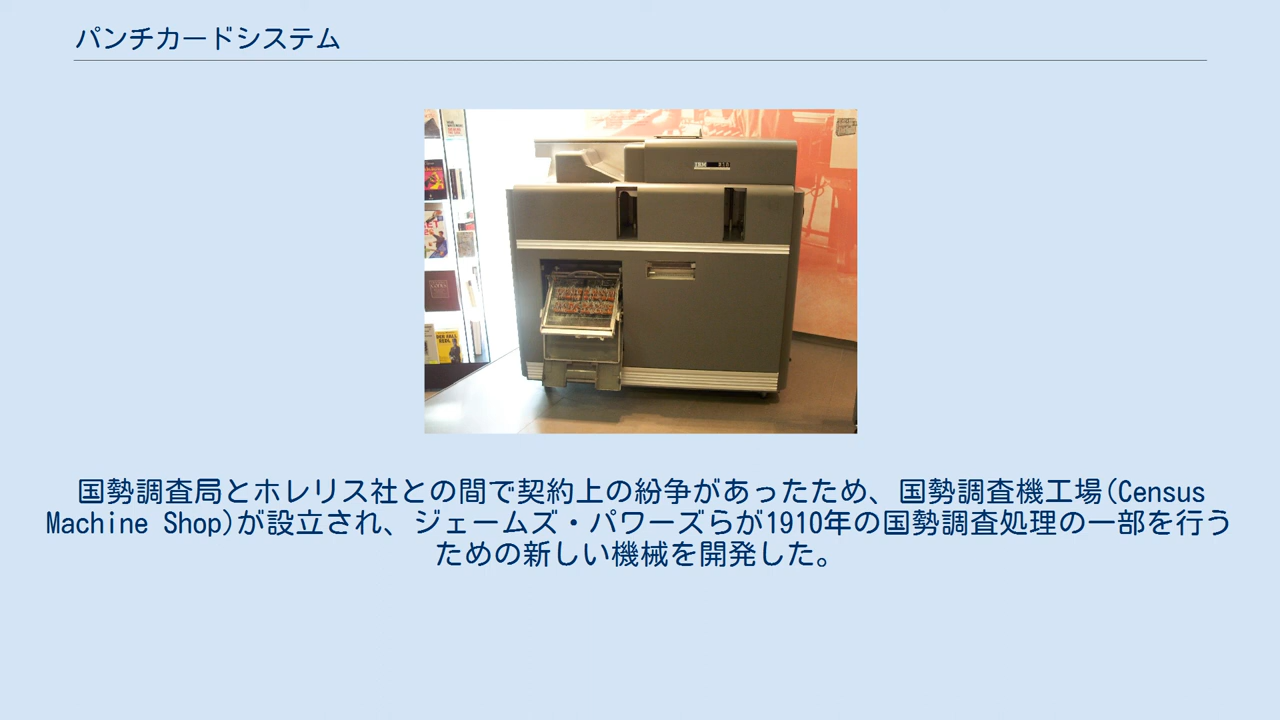 パンチカードシステム
IBM
国勢調査局とホレリス社との間で契約上の紛争があったため、国勢調査機工場(Census
Machine Shop)が設立され、ジェームズ・パワーズらが1910年の国勢調査処理の一部を行う
ための新しい機械を開発した。